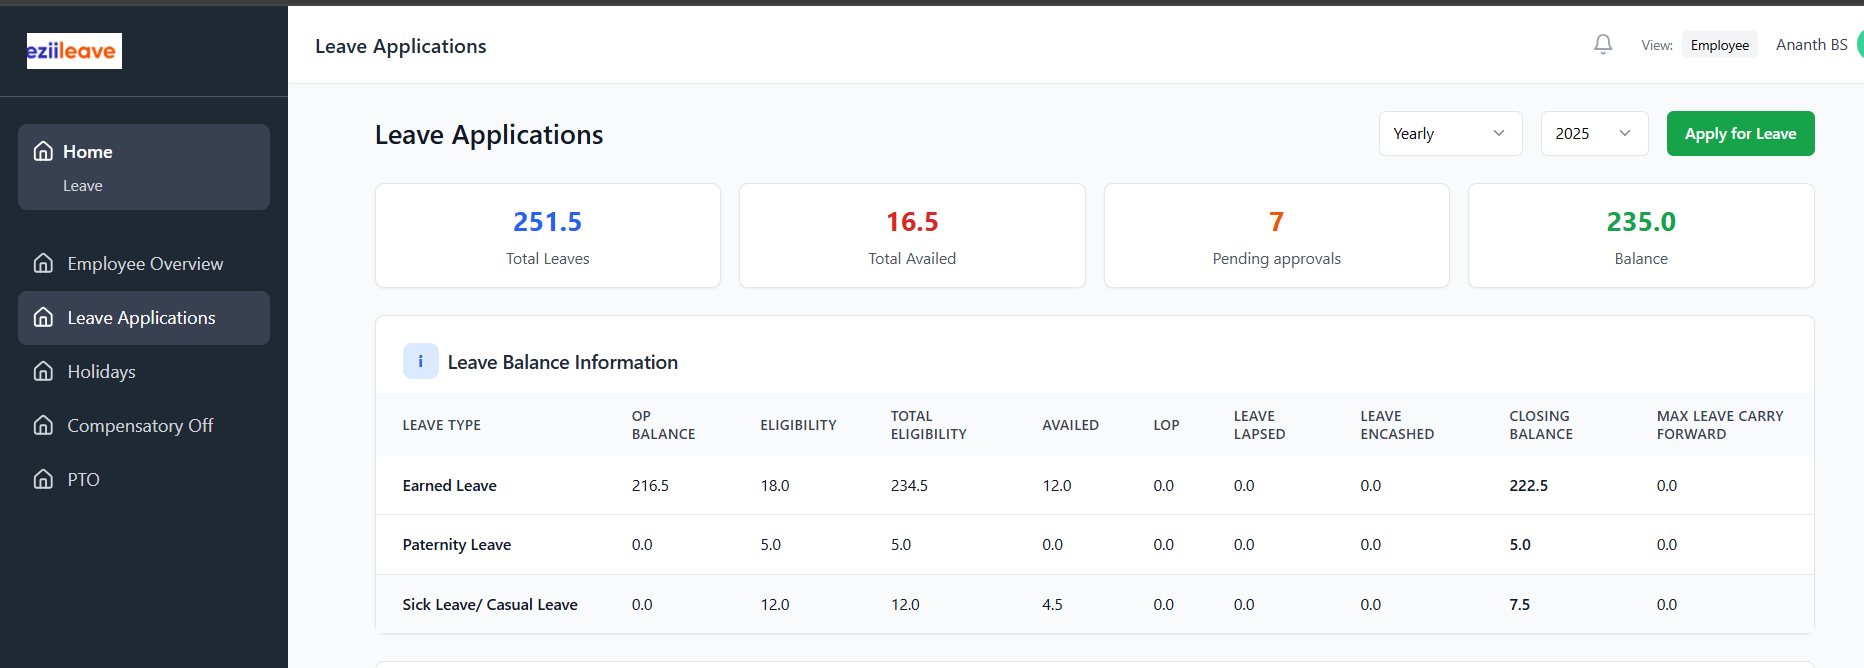 eziileave
Leave Applications
View: Employee Ananth BS
Home
Leave
Employee Overview
Leave Applications
Holidays
Compensatory Off
PTO
Leave Applications
Yearly 2025 Apply for Leave
251.5 16.5 7 235.0
Total Leaves Total Availed Pending approvals Balance
i Leave Balance Information
LEAVE TYPE OP BALANCE ELIGIBILITY TOTAL ELIGIBILITY AVAILED LOP LEAVE LAPSED LEAVE ENCASHED CLOSING BALANCE MAX LEAVE CARRY FORWARD
Earned Leave 216.5 18.0 234.5 12.0 0.0 0.0 0.0 222.5 0.0
Paternity Leave 0.0 5.0 5.0 0.0 0.0 0.0 0.0 5.0 0.0
Sick Leave/ Casual Leave 0.0 12.0 12.0 4.5 0.0 0.0 0.0 7.5 0.0